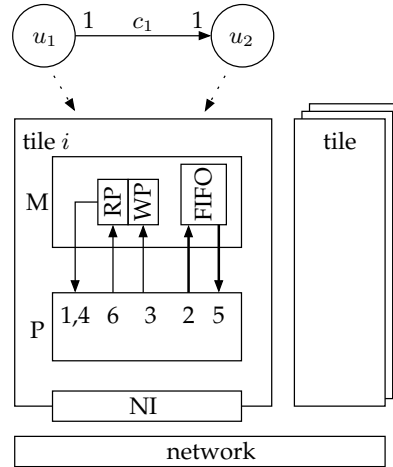 u1 1 c1 1 u2
tile i
tile
M
RP WP FIFO
1,4 6 3 2 5
P
NI
network